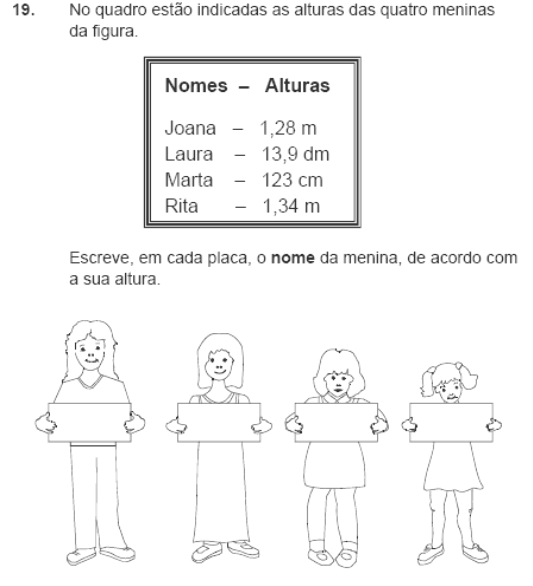 19. No quadro estão indicadas as alturas das quatro meninas
da figura.
Nomes – Alturas
Joana – 1,28 m
Laura – 13,9 dm
Marta – 123 cm
Rita – 1,34 m
Escreve, em cada placa, o nome da menina, de acordo com
a sua altura.